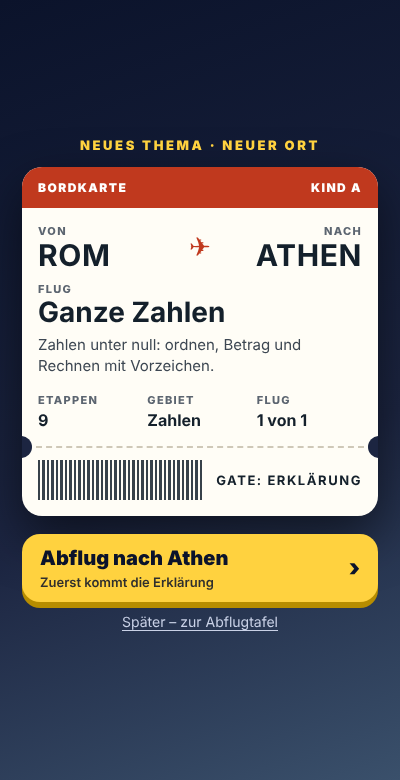 NEUES THEMA · NEUER ORT
BORDKARTE KIND A
VON NACH
ROM ✈ ATHEN
FLUG
Ganze Zahlen
Zahlen unter null: ordnen, Betrag und
Rechnen mit Vorzeichen.
ETAPPEN GEBIET FLUG
9 Zahlen 1 von 1
GATE: ERKLÄRUNG
Abflug nach Athen ›
Zuerst kommt die Erklärung
Später – zur Abflugtafel